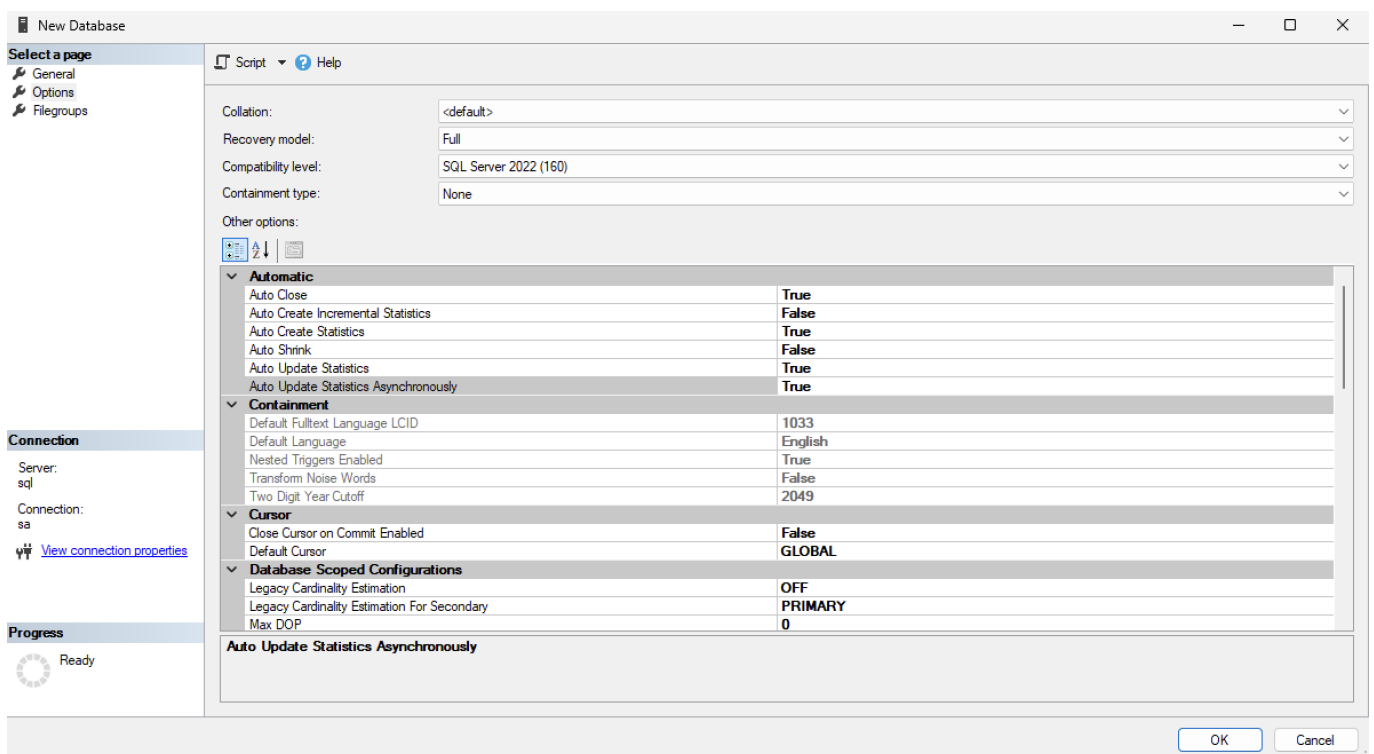 New Database
Select a page
General
Options
Filegroups
Script
Help
Collation: <default>
Recovery model: Full
Compatibility level: SQL Server 2022 (160)
Containment type: None
Other options:
Automatic
Auto Close True
Auto Create Incremental Statistics False
Auto Create Statistics True
Auto Shrink False
Auto Update Statistics True
Auto Update Statistics Asynchronously True
Containment
Default Fulltext Language LCID 1033
Default Language English
Nested Triggers Enabled True
Transform Noise Words False
Two Digit Year Cutoff 2049
Cursor
Close Cursor on Commit Enabled False
Default Cursor GLOBAL
Database Scoped Configurations
Legacy Cardinality Estimation OFF
Legacy Cardinality Estimation For Secondary PRIMARY
Max DOP 0
Auto Update Statistics Asynchronously
Connection
Server:
sql
Connection:
sa
View connection properties
Progress
Ready
OK
Cancel